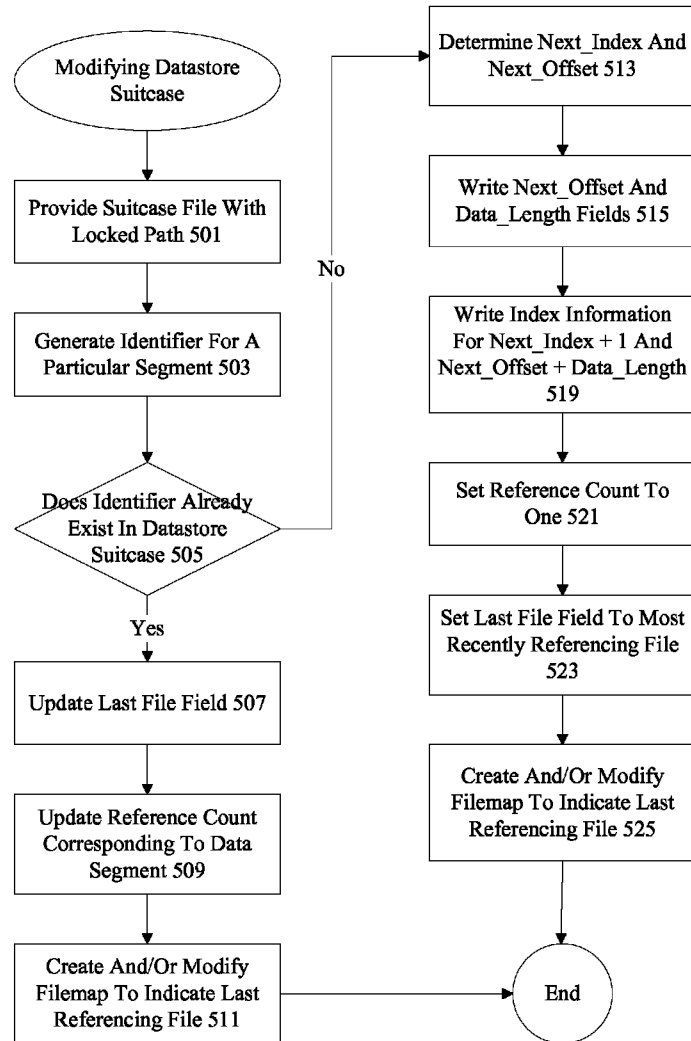 Modifying Datastore
Suitcase
Provide Suitcase File With
Locked Path 501
Generate Identifier For A
Particular Segment 503
Does Identifier Already
Exist In Datastore
Suitcase 505
Yes
Update Last File Field 507
Update Reference Count
Corresponding To Data
Segment 509
Create And/Or Modify
Filemap To Indicate Last
Referencing File 511
No
Determine Next_Index And
Next_Offset 513
Write Next_Offset And
Data_Length Fields 515
Write Index Information
For Next_Index + 1 And
Next_Offset + Data_Length
519
Set Reference Count To
One 521
Set Last File Field To Most
Recently Referencing File
523
Create And/Or Modify
Filemap To Indicate Last
Referencing File 525
End